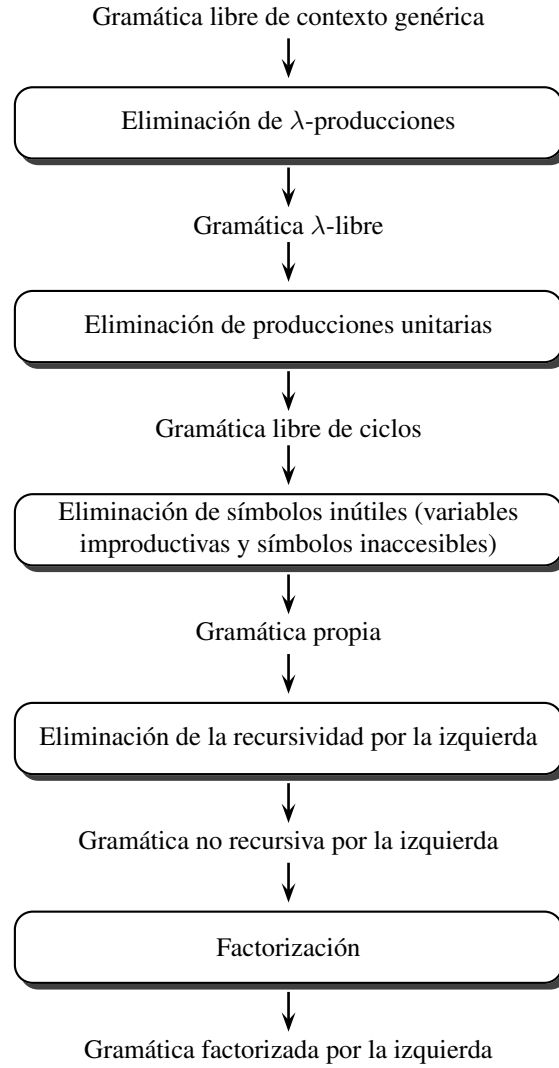 Gramática libre de contexto genérica
Eliminación de λ-producciones
Gramática λ-libre
Eliminación de producciones unitarias
Gramática libre de ciclos
Eliminación de símbolos inútiles (variables
improductivas y símbolos inaccesibles)
Gramática propia
Eliminación de la recursividad por la izquierda
Gramática no recursiva por la izquierda
Factorización
Gramática factorizada por la izquierda